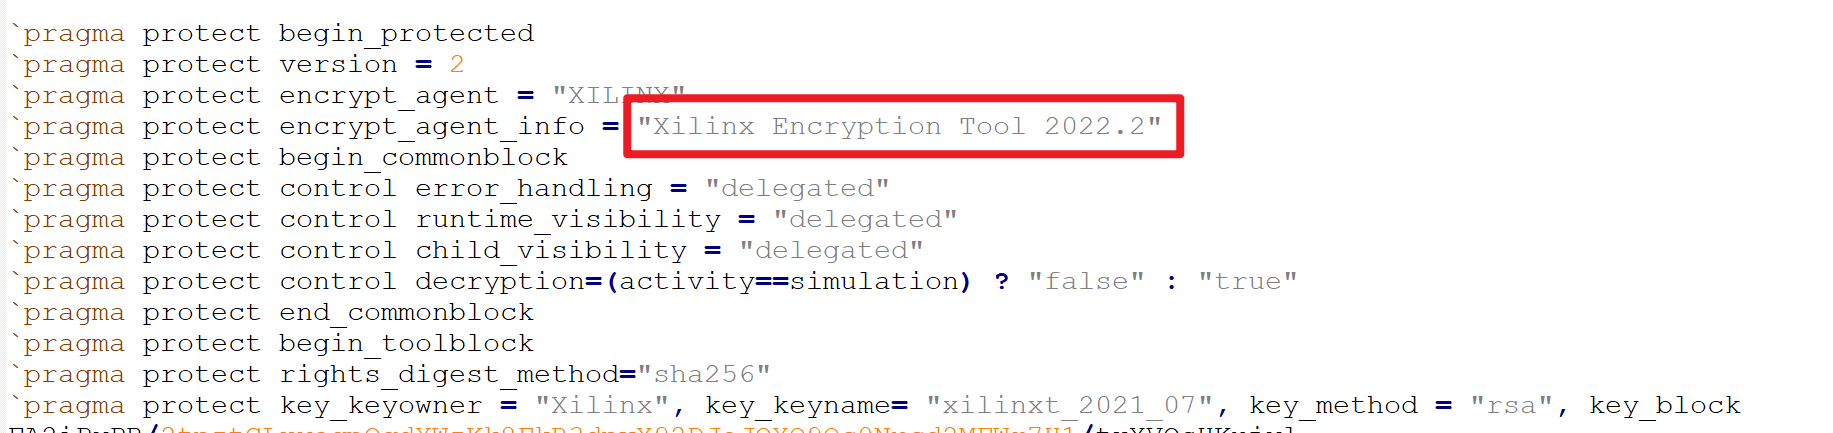 `pragma protect begin_protected
`pragma protect version = 2
`pragma protect encrypt_agent = "XILINX"
`pragma protect encrypt_agent_info = "Xilinx Encryption Tool 2022.2"
`pragma protect begin_commonblock
`pragma protect control error_handling = "delegated"
`pragma protect control runtime_visibility = "delegated"
`pragma protect control child_visibility = "delegated"
`pragma protect control decryption=(activity==simulation) ? "false" : "true"
`pragma protect end_commonblock
`pragma protect begin_toolblock
`pragma protect rights_digest_method="sha256"
`pragma protect key_keyowner = "Xilinx", key_keyname= "xilinxt_2021_07", key_method = "rsa", key_block